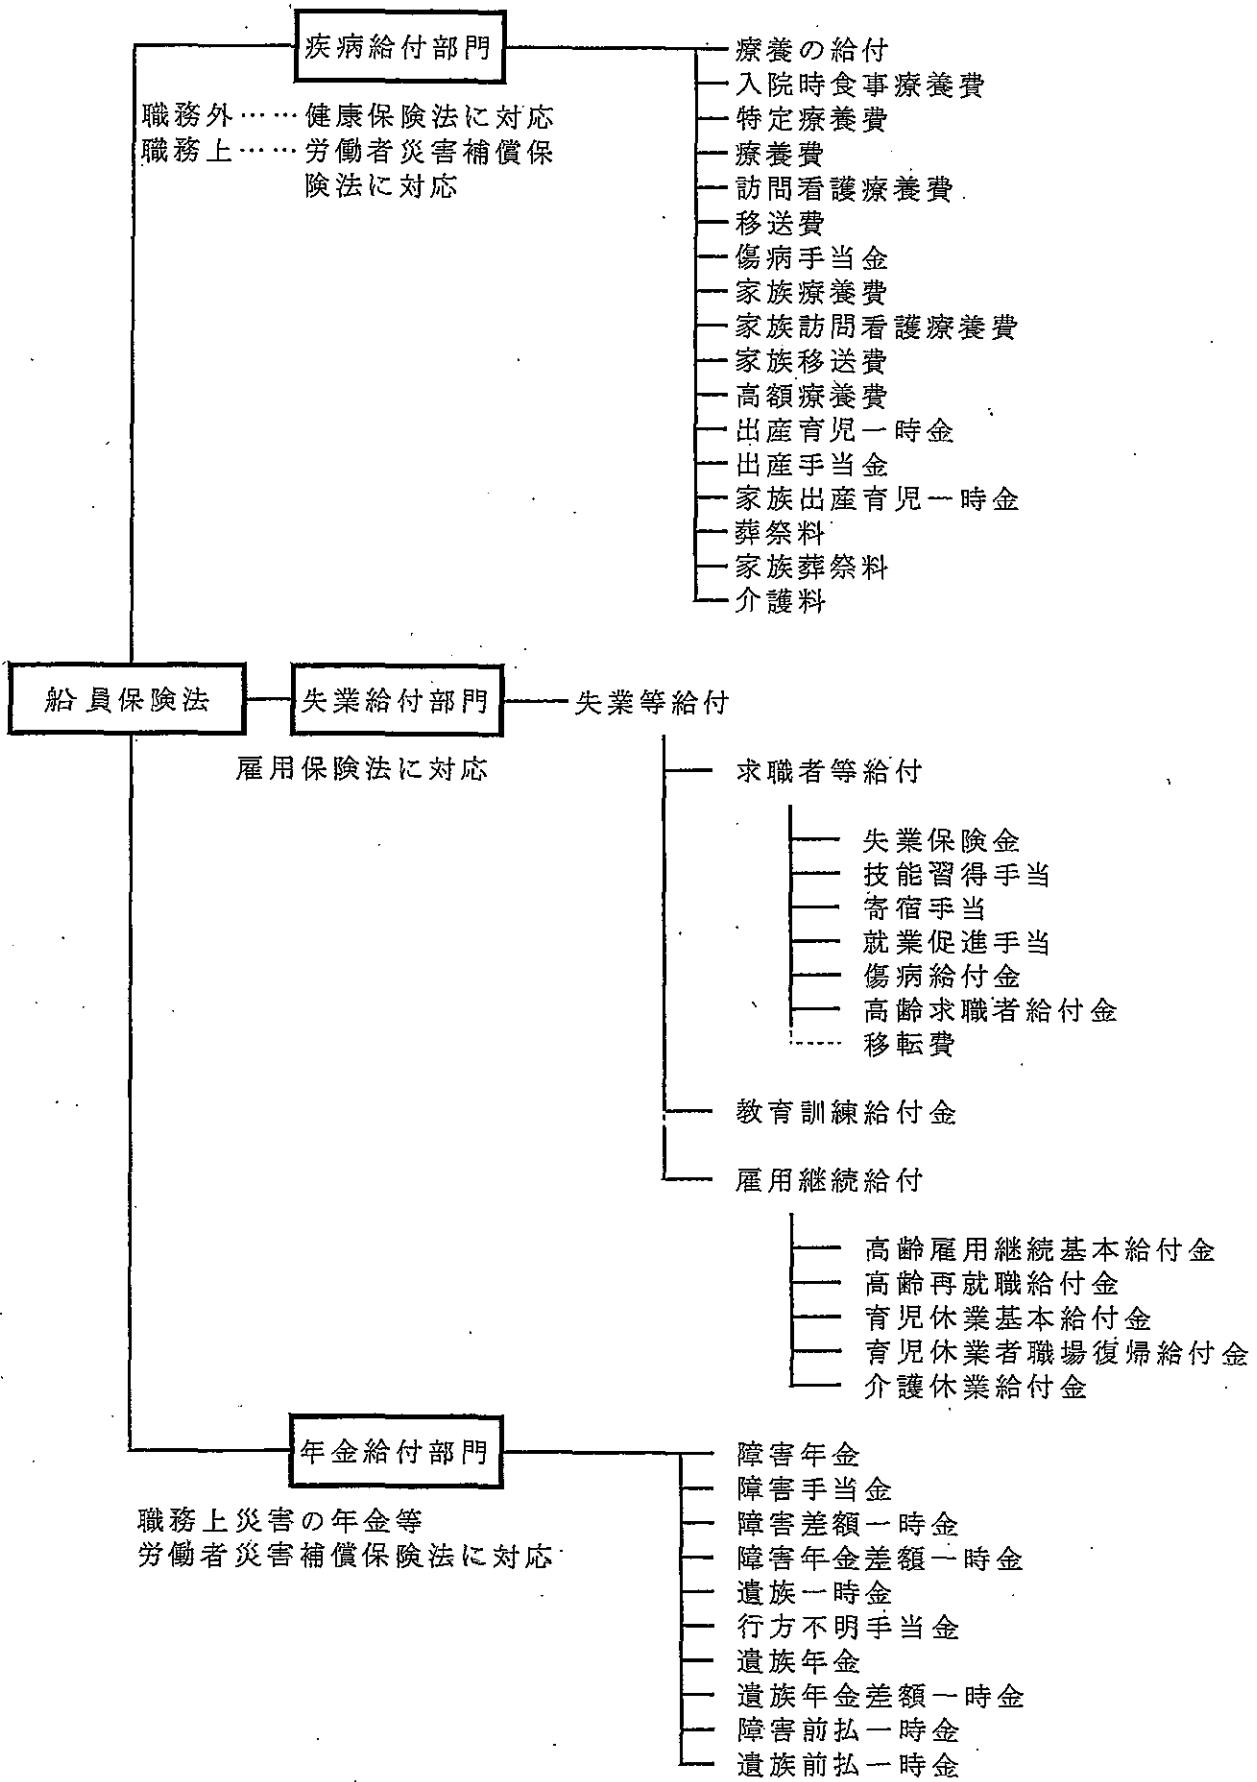 疾病給付部門
職務外……健康保険法に対応
職務上……労働者災害補償保
険法に対応
療養の給付
入院時食事療養費
特定療養費
療養費
訪問看護療養費
移送費
傷病手当金
家族療養費
家族訪問看護療養費
家族移送費
高額療養費
出産育児一時金
出産手当金
家族出産育児一時金
葬祭料
家族葬祭料
介護料
船員保険法
失業給付部門
雇用保険法に対応
失業等給付
求職者等給付
失業保険金
技能習得手当
寄宿手当
就業促進手当
傷病給付金
高齢求職者給付金
移転費
教育訓練給付金
雇用継続給付
高齢雇用継続基本給付金
高齢再就職給付金
育児休業基本給付金
育児休業者職場復帰給付金
介護休業給付金
年金給付部門
職務上災害の年金等
労働者災害補償保険法に対応
障害年金
障害手当金
障害差額一時金
障害年金差額一時金
遺族一時金
行方不明手当金
遺族年金
遺族年金差額一時金
障害前払一時金
遺族前払一時金